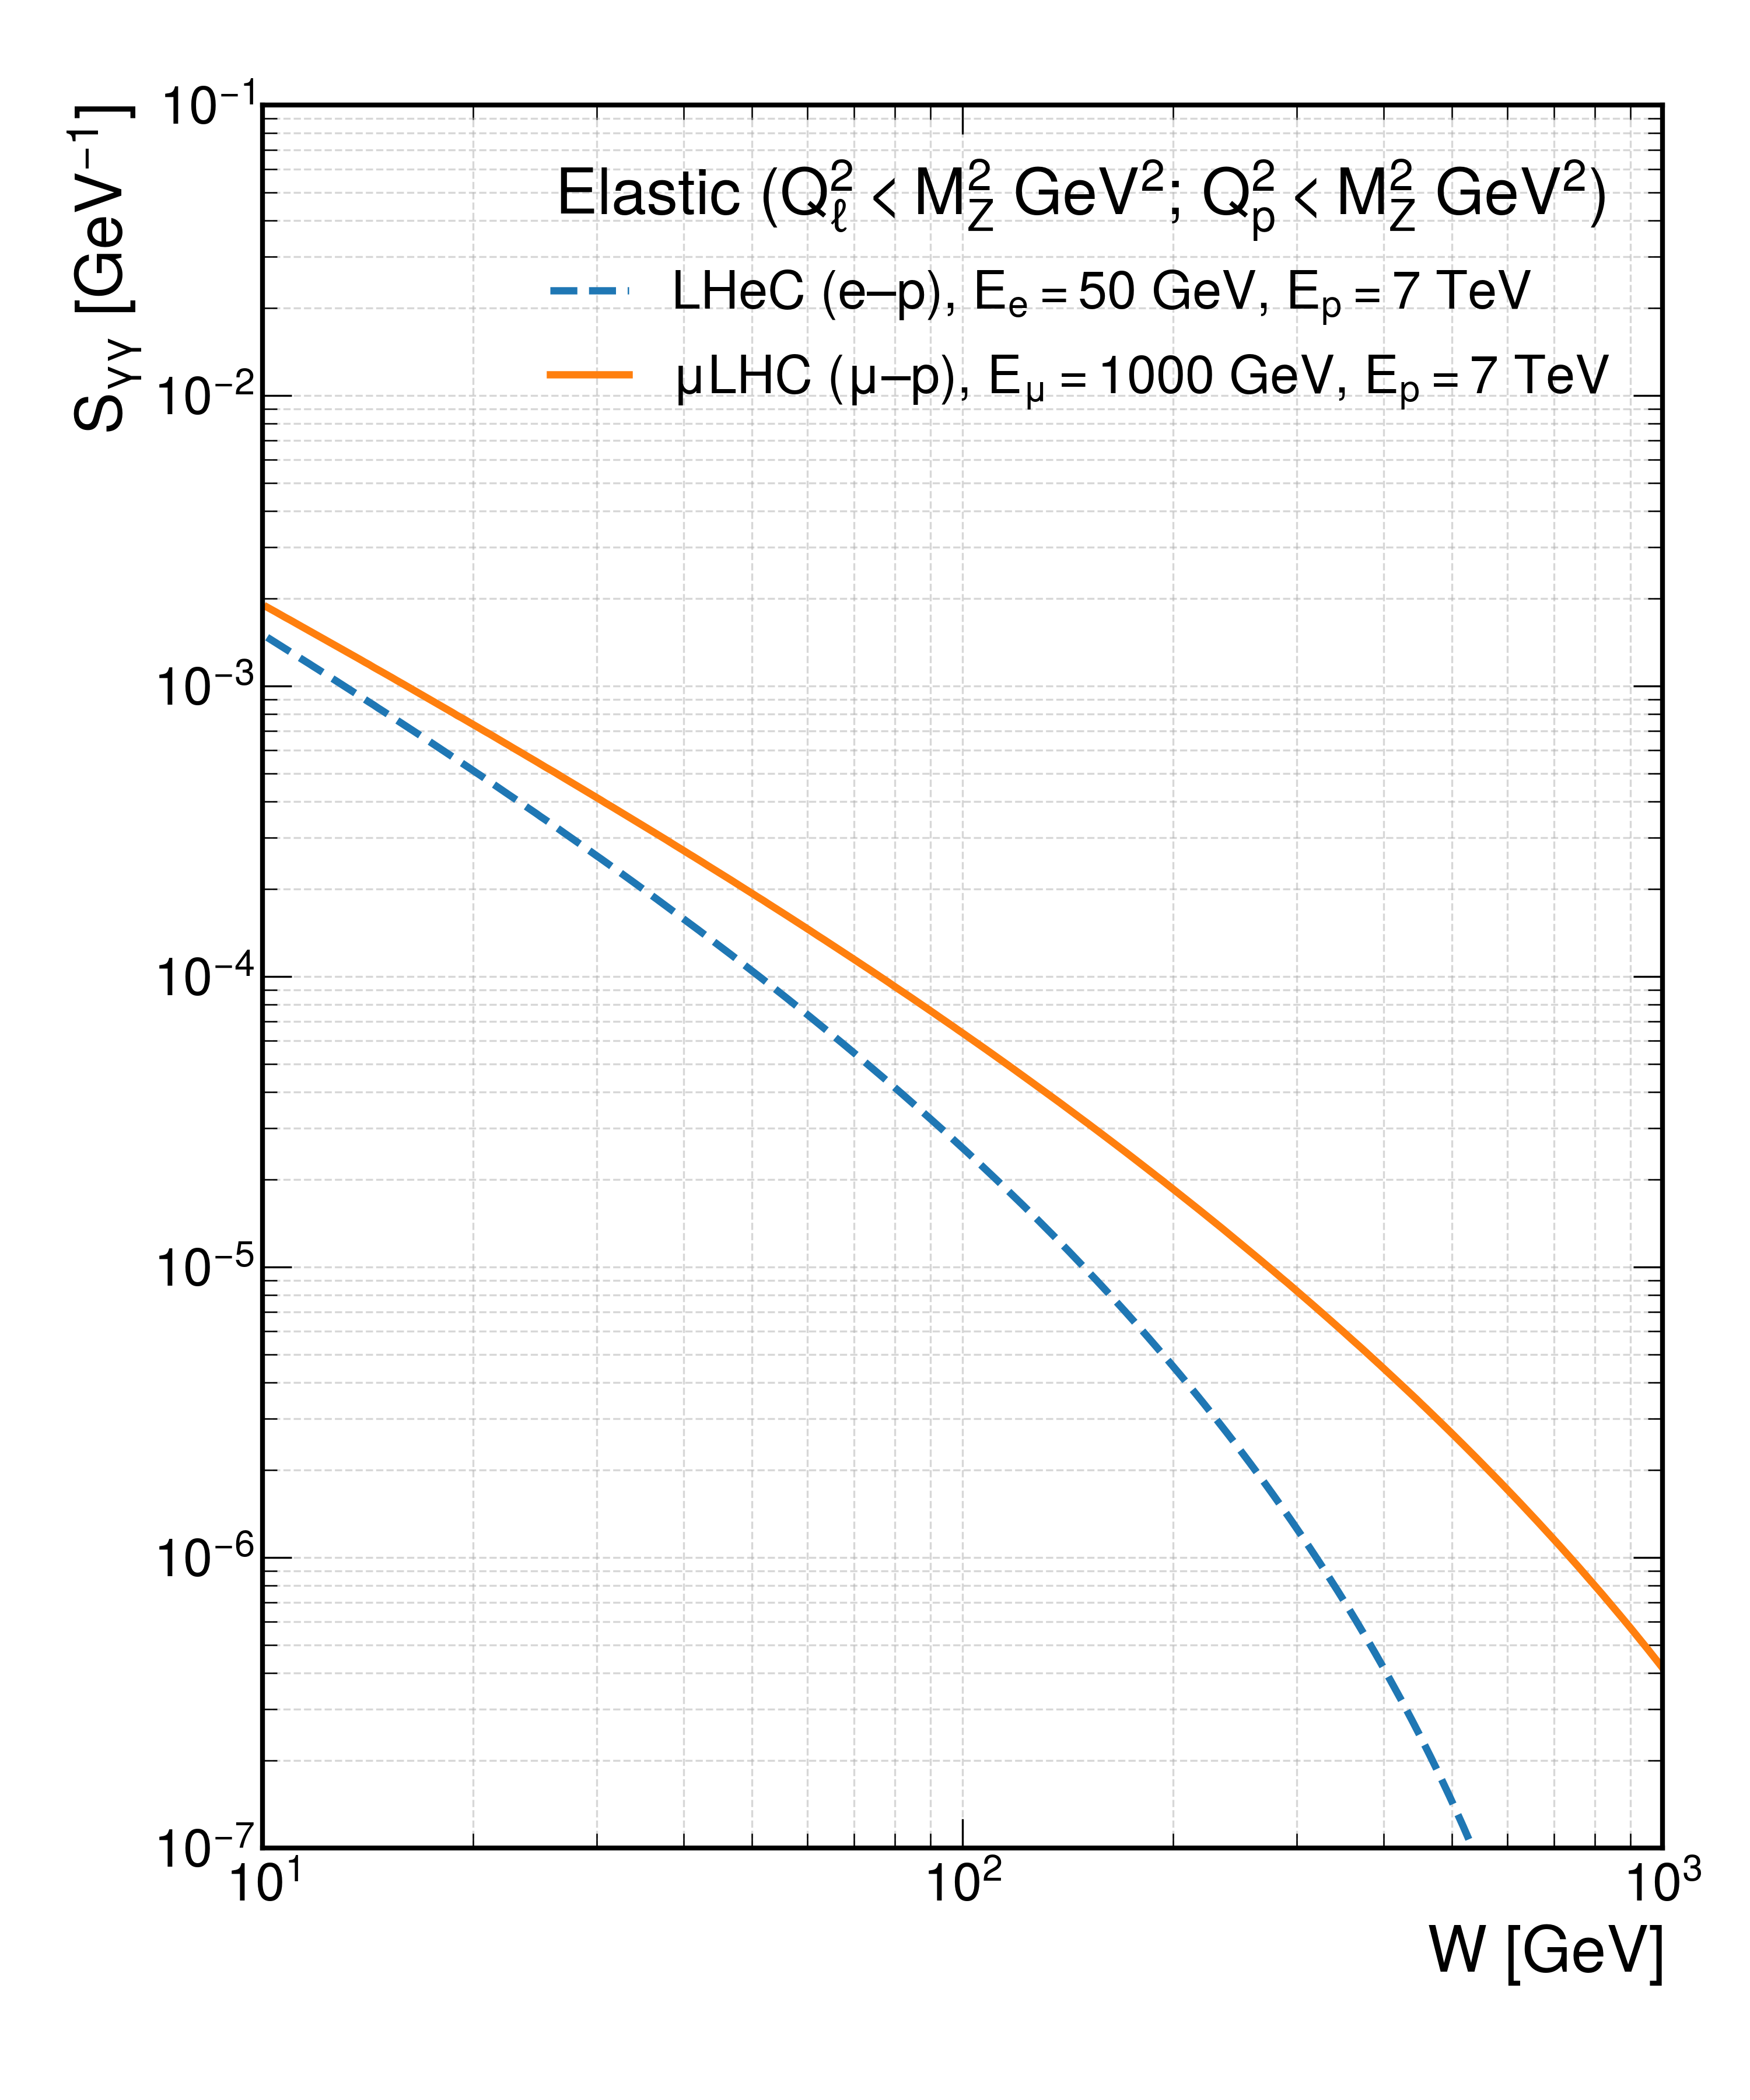 S_γγ [GeV⁻¹]
10⁻¹
10⁻²
10⁻³
10⁻⁴
10⁻⁵
10⁻⁶
10⁻⁷
Elastic (Q²_ℓ < M²_Z GeV²; Q²_p < M²_Z GeV²)
LHeC (e–p), E_e = 50 GeV, E_p = 7 TeV
μLHC (μ–p), E_μ = 1000 GeV, E_p = 7 TeV
10¹ 10² 10³
W [GeV]